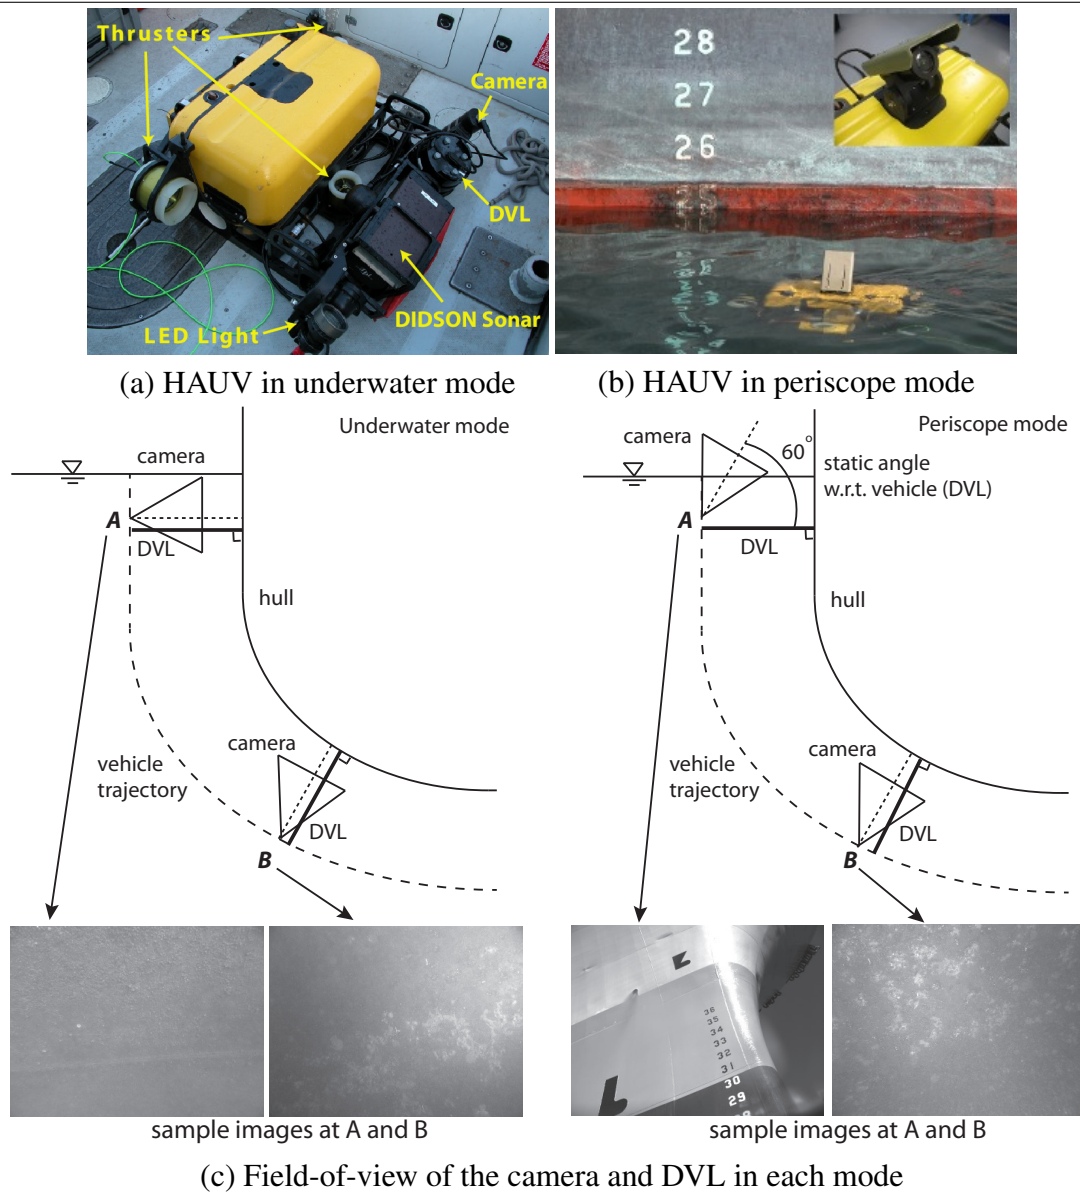 Thrusters
Camera
DVL
DIDSON Sonar
LED Light
28
27
26
(a) HAUV in underwater mode
(b) HAUV in periscope mode
Underwater mode
camera
A
DVL
hull
camera
vehicle
trajectory
DVL
B
sample images at A and B
Periscope mode
camera
60°
static angle
w.r.t. vehicle (DVL)
A
DVL
hull
camera
vehicle
trajectory
DVL
B
36
35
34
33
32
31
30
29
sample images at A and B
(c) Field-of-view of the camera and DVL in each mode